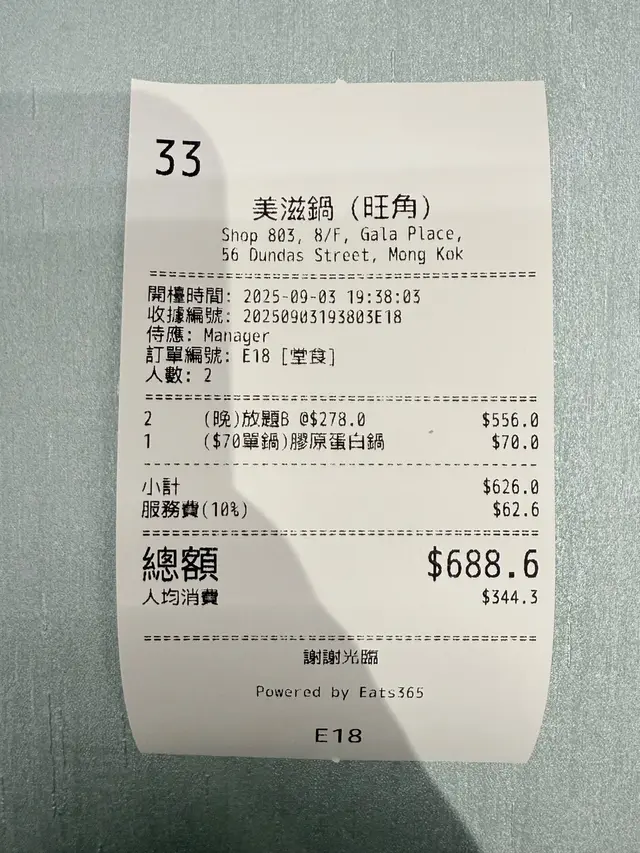 33
美滋鍋 (旺角)
Shop 803, 8/F, Gala Place,
56 Dundas Street, Mong Kok
開檯時間: 2025-09-03 19:38:03
收據編號: 20250903193803E18
侍應: Manager
訂單編號: E18 [堂食]
人數: 2
2 (晚)放題B @$278.0 $556.0
1 ($70單鍋)膠原蛋白鍋 $70.0
小計 $626.0
服務費(10%) $62.6
總額 $688.6
人均消費 $344.3
謝謝光臨
Powered by Eats365
E18